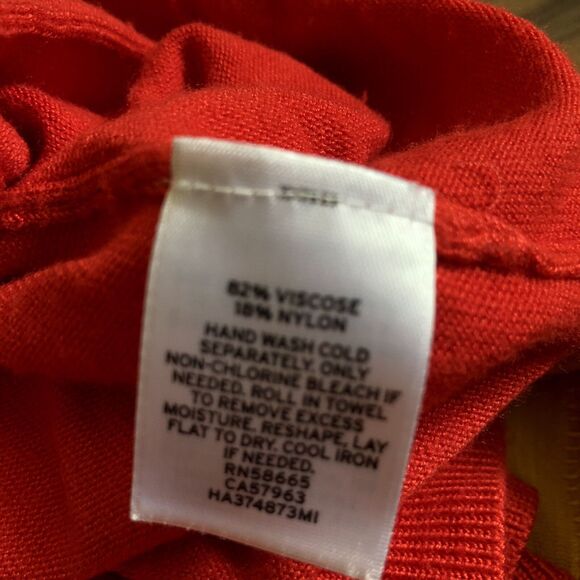 82% VISCOSE
18% NYLON
HAND WASH COLD
SEPARATELY. ONLY
NON-CHLORINE BLEACH IF
NEEDED. ROLL IN TOWEL
TO REMOVE EXCESS
MOISTURE, RESHAPE, LAY
FLAT TO DRY. COOL IRON
IF NEEDED.
RN58665
CA57963
HA374873MI